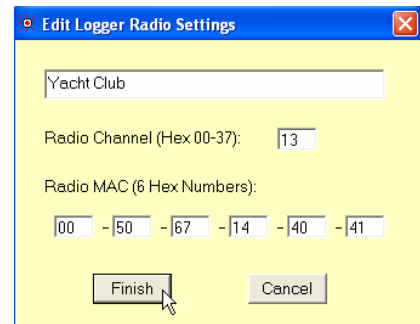 Edit Logger Radio Settings
Yacht Club
Radio Channel (Hex 00-37): 13
Radio MAC (6 Hex Numbers):
00 - 50 - 67 - 14 - 40 - 41
Finish Cancel